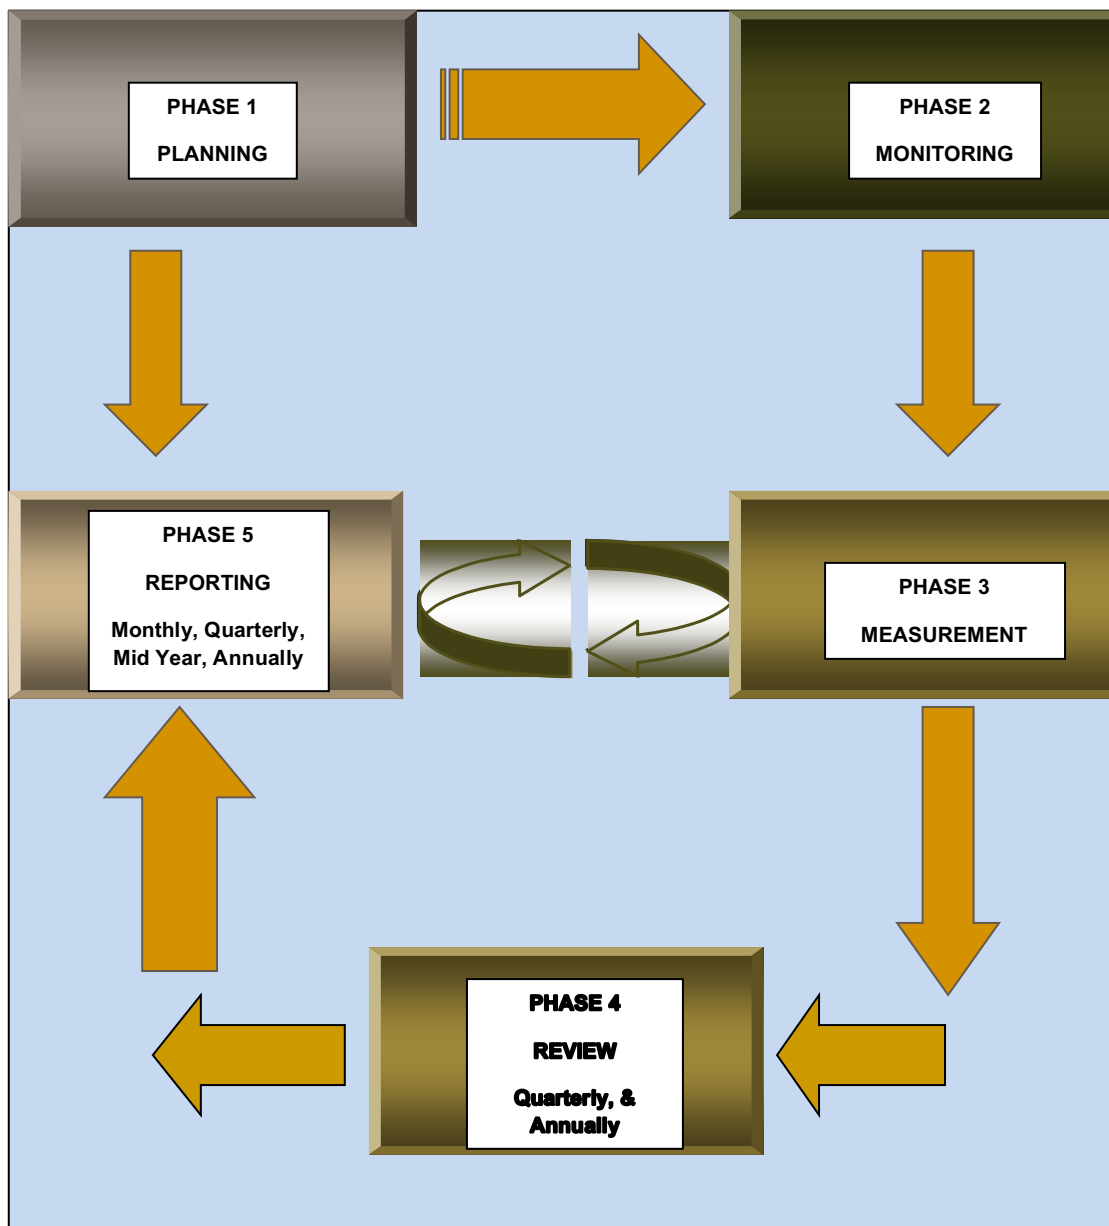 PHASE 1
PLANNING
PHASE 2
MONITORING
PHASE 5
REPORTING
Monthly, Quarterly,
Mid Year, Annually
PHASE 3
MEASUREMENT
PHASE 4
REVIEW
Quarterly, &
Annually